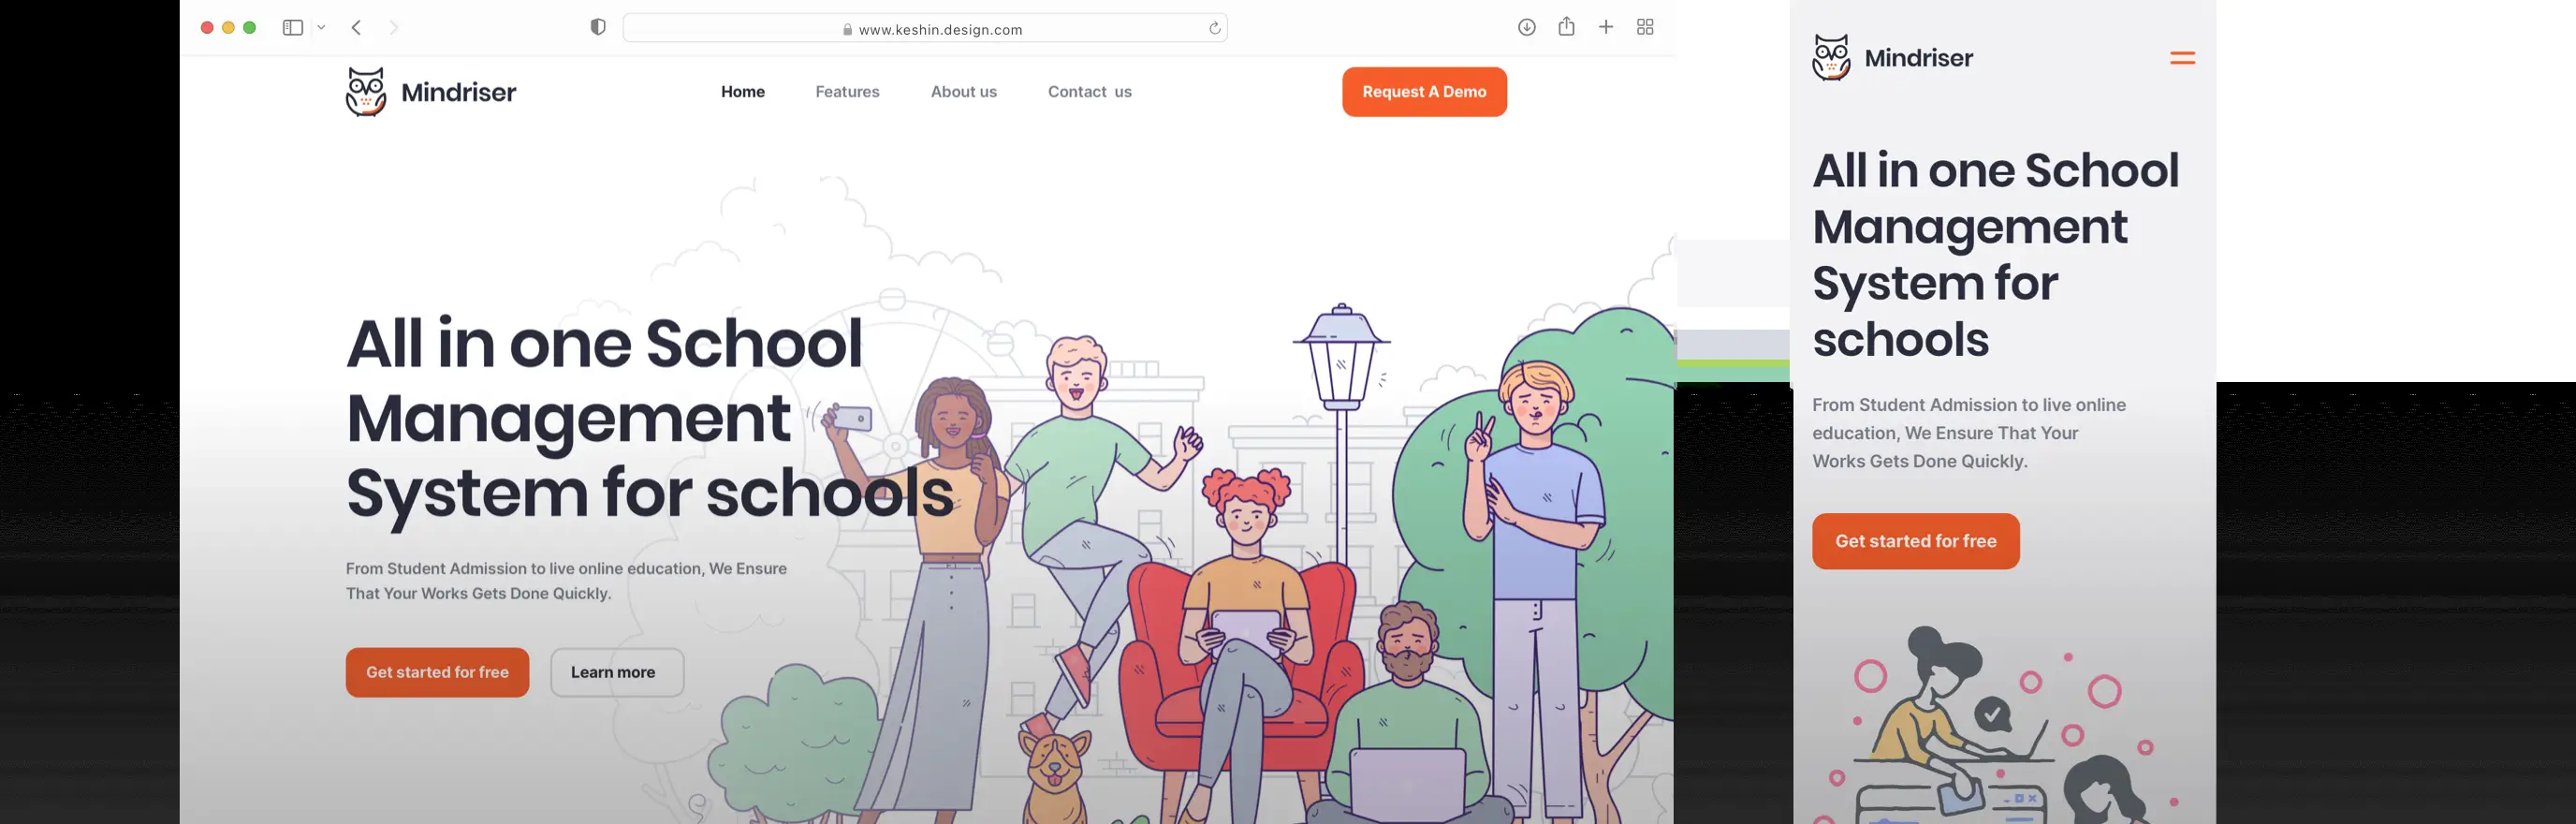 www.keshin.design.com
Mindriser
Home
Features
About us
Contact us
Request A Demo
All in one School
Management
System for schools
From Student Admission to live online education, We Ensure
That Your Works Gets Done Quickly.
Get started for free
Learn more
Mindriser
All in one School
Management
System for
schools
From Student Admission to live online
education, We Ensure That Your
Works Gets Done Quickly.
Get started for free